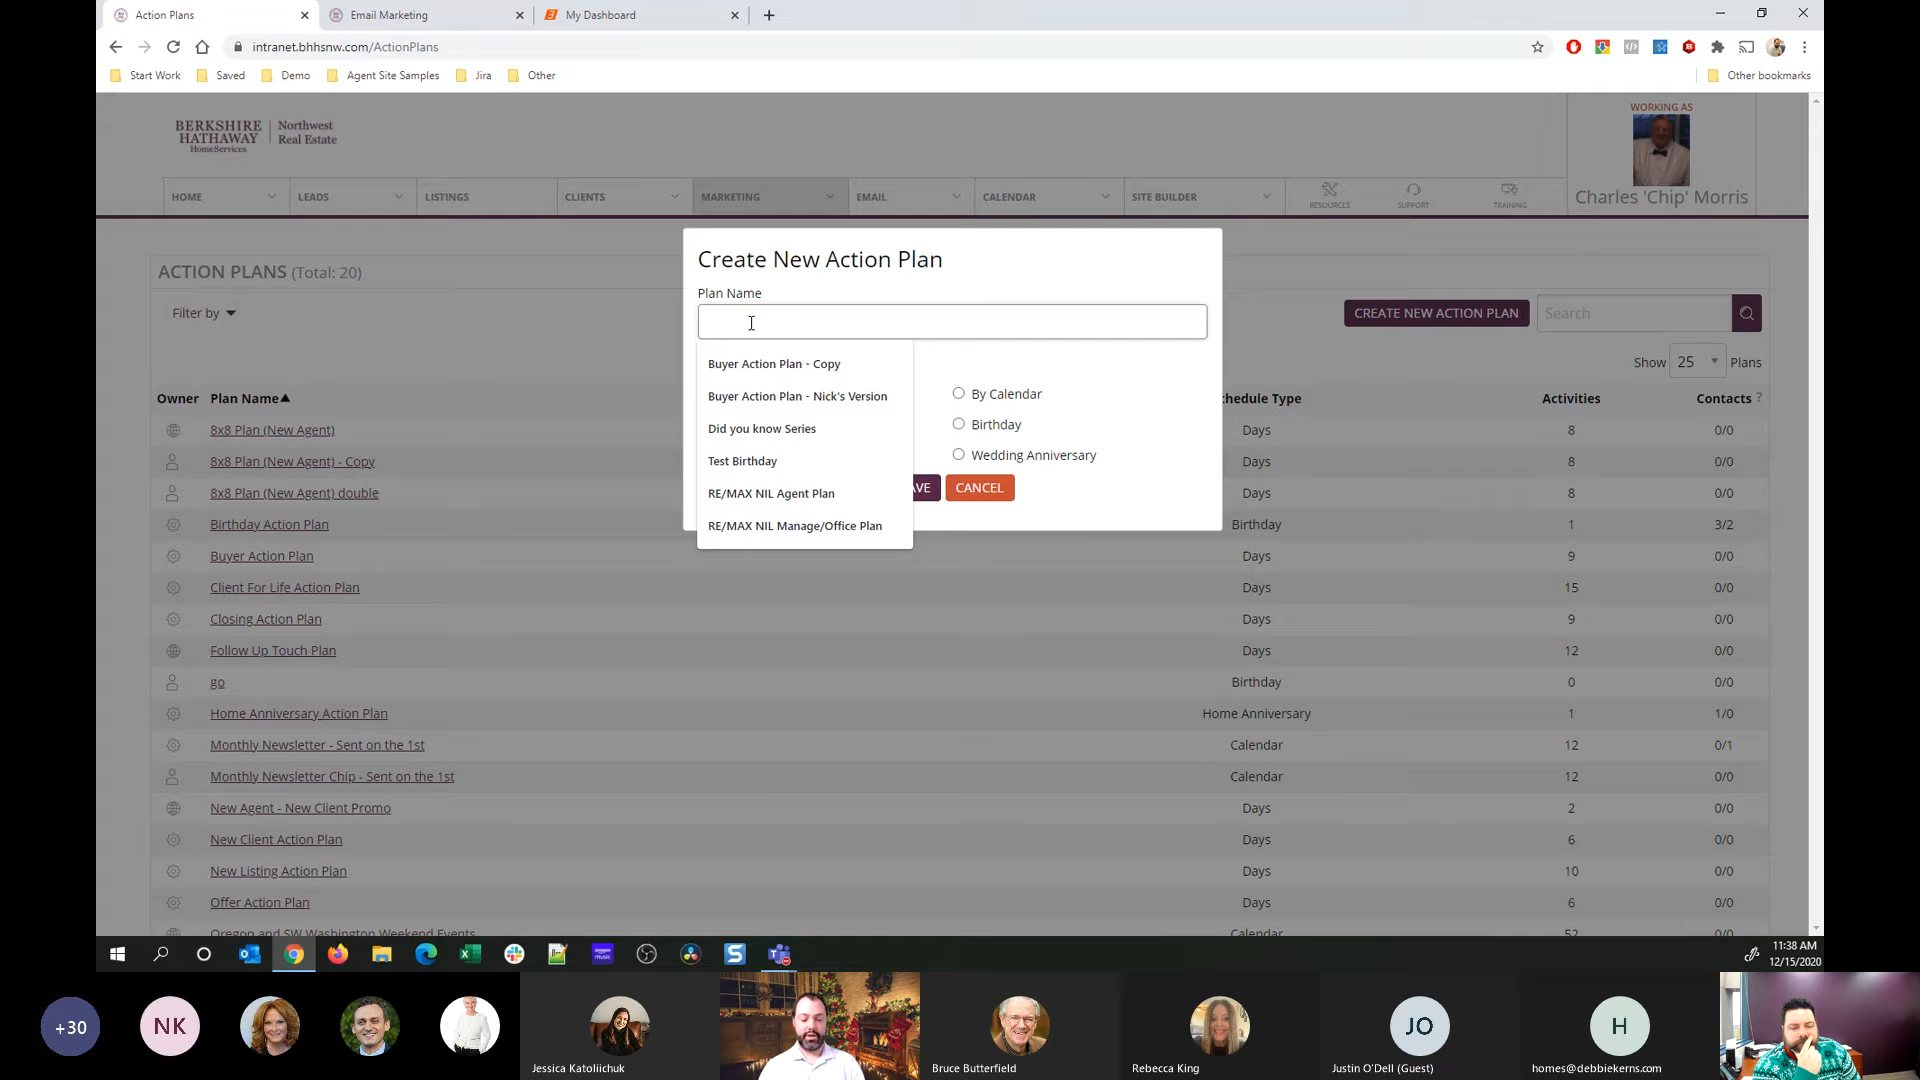 Action Plans
Email Marketing
My Dashboard
intranet.bhhsnw.com/ActionPlans
Start Work
Saved
Demo
Agent Site Samples
Jira
Other
Other bookmarks
BERKSHIRE
HATHAWAY
HomeServices
Northwest
Real Estate
WORKING AS
Charles 'Chip' Morris
HOME
LEADS
LISTINGS
CLIENTS
MARKETING
EMAIL
CALENDAR
SITE BUILDER
RESOURCES
SUPPORT
TRAINING
ACTION PLANS (Total: 20)
Filter by
CREATE NEW ACTION PLAN
Search
Show 25 Plans
Create New Action Plan
Plan Name
Buyer Action Plan - Copy
Buyer Action Plan - Nick's Version
Did you know Series
Test Birthday
RE/MAX NIL Agent Plan
RE/MAX NIL Manage/Office Plan
By Calendar
Birthday
Wedding Anniversary
AVE
CANCEL
Owner Plan Name hedule Type Activities Contacts ?
8x8 Plan (New Agent) Days 8 0/0
8x8 Plan (New Agent) - Copy Days 8 0/0
8x8 Plan (New Agent) double Days 8 0/0
Birthday Action Plan Birthday 1 3/2
Buyer Action Plan Days 9 0/0
Client For Life Action Plan Days 15 0/0
Closing Action Plan Days 9 0/0
Follow Up Touch Plan Days 12 0/0
go Birthday 0 0/0
Home Anniversary Action Plan Home Anniversary 1 1/0
Monthly Newsletter - Sent on the 1st Calendar 12 0/1
Monthly Newsletter Chip - Sent on the 1st Calendar 12 0/0
New Agent - New Client Promo Days 2 0/0
New Client Action Plan Days 6 0/0
New Listing Action Plan Days 10 0/0
Offer Action Plan Days 6 0/0
Oregon and SW Washington Weekend Events Calendar 52 0/0
11:38 AM
12/15/2020
+30
NK
Jessica Katoliichuk
Bruce Butterfield
Rebecca King
JO
Justin O'Dell (Guest)
H
homes@debbiekerns.com